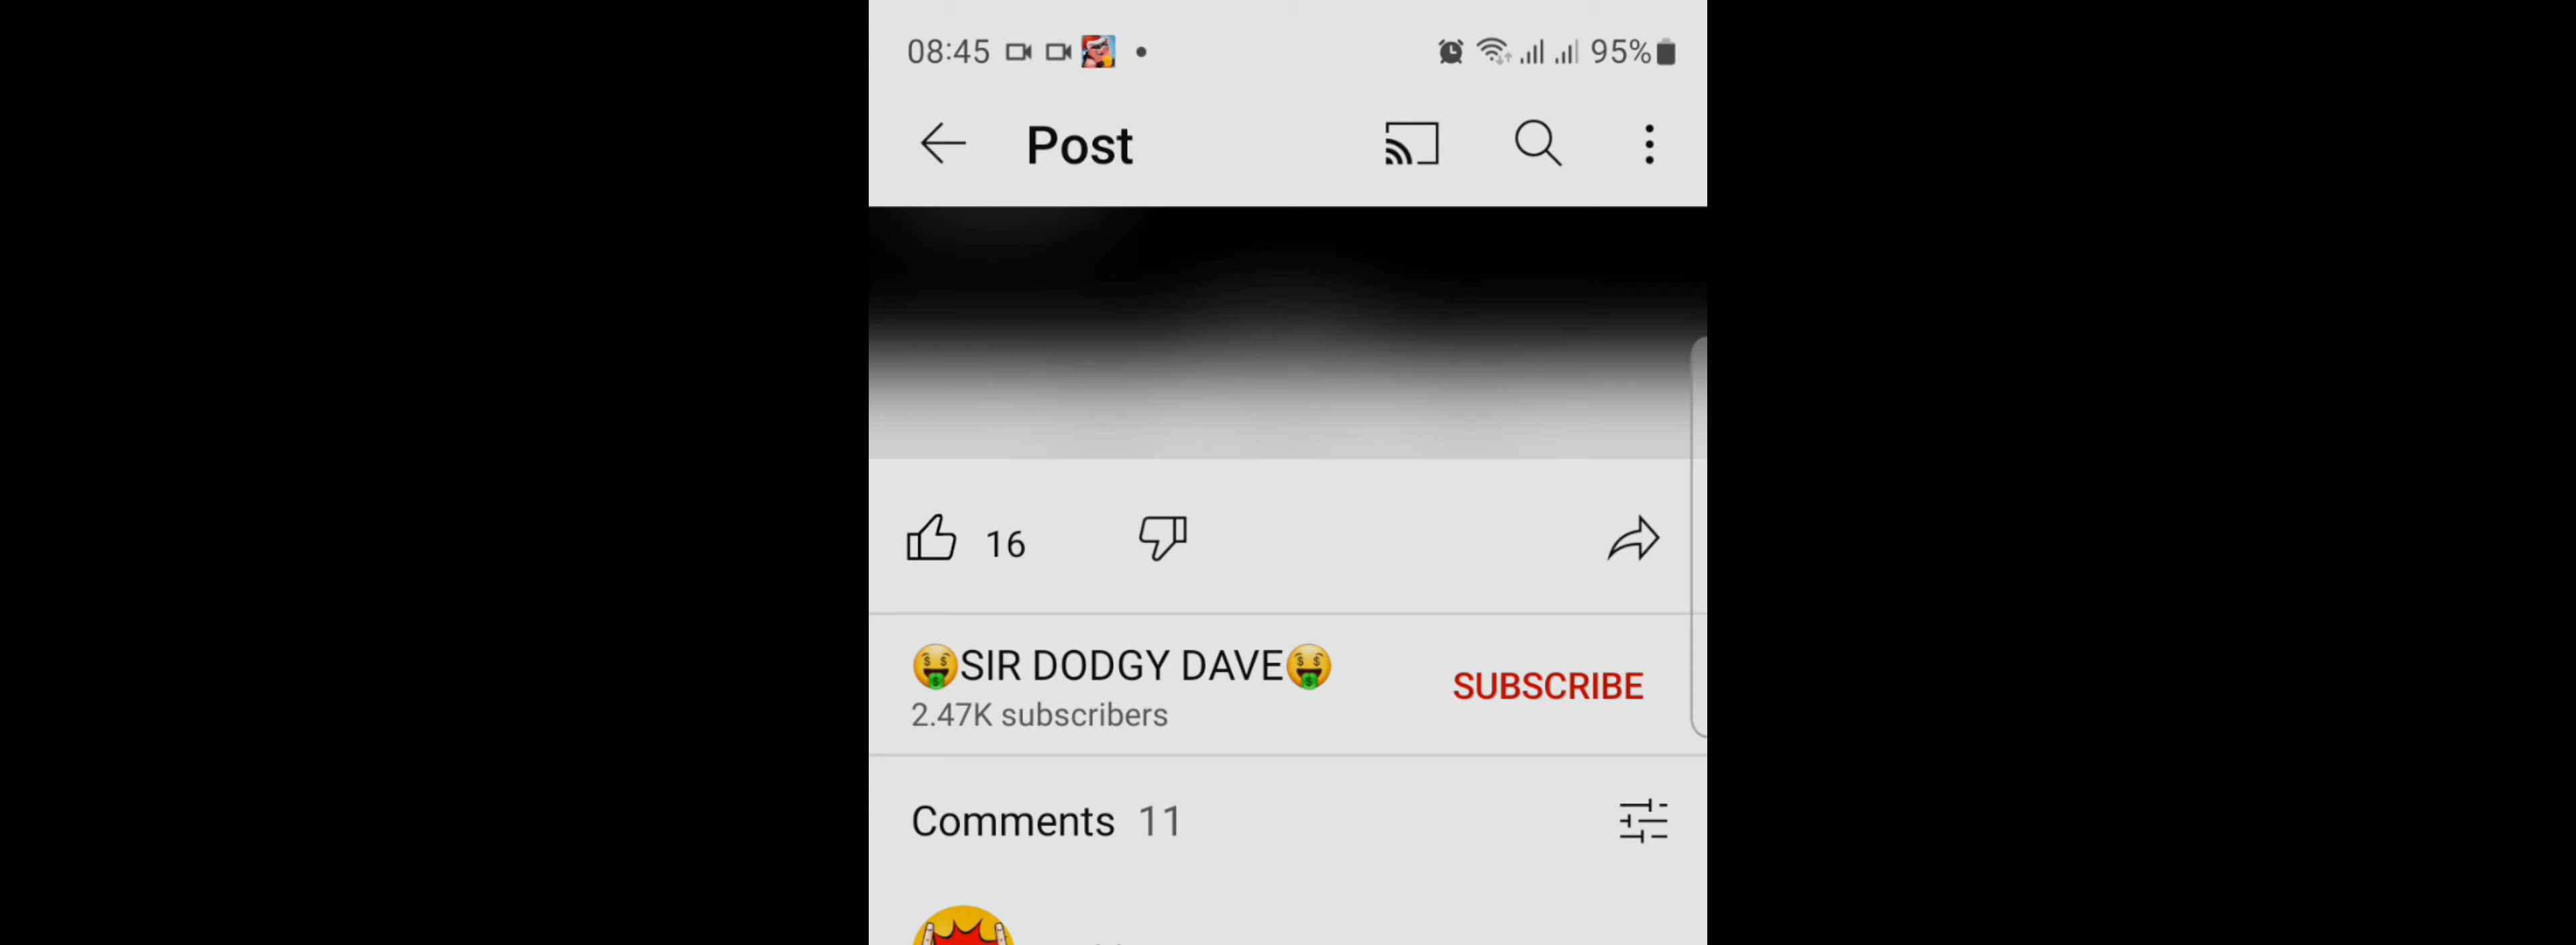 08:45 95%
Post
16
🤑SIR DODGY DAVE🤑
SUBSCRIBE
2.47K subscribers
Comments 11